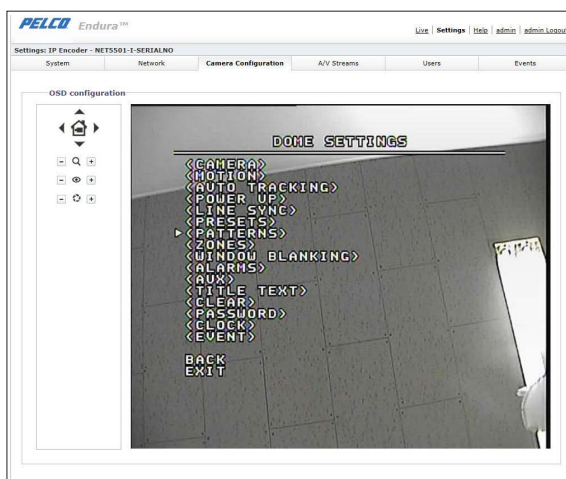 PELCO Endura™
Live | Settings | Help | admin | admin Logout
Settings: IP Encoder - NET5501-I-SERIALNO
System Network Camera Configuration A/V Streams Users Events
OSD configuration
DOME SETTINGS
<CAMERA>
<MOTION>
<AUTO TRACKING>
<POWER UP>
<LINE SYNC>
<PRESETS>
<PATTERNS>
<ZONES>
<WINDOW BLANKING>
<ALARMS>
<AUX>
<TITLE TEXT>
<CLEAR>
<PASSWORD>
<CLOCK>
<EVENT>
BACK
EXIT